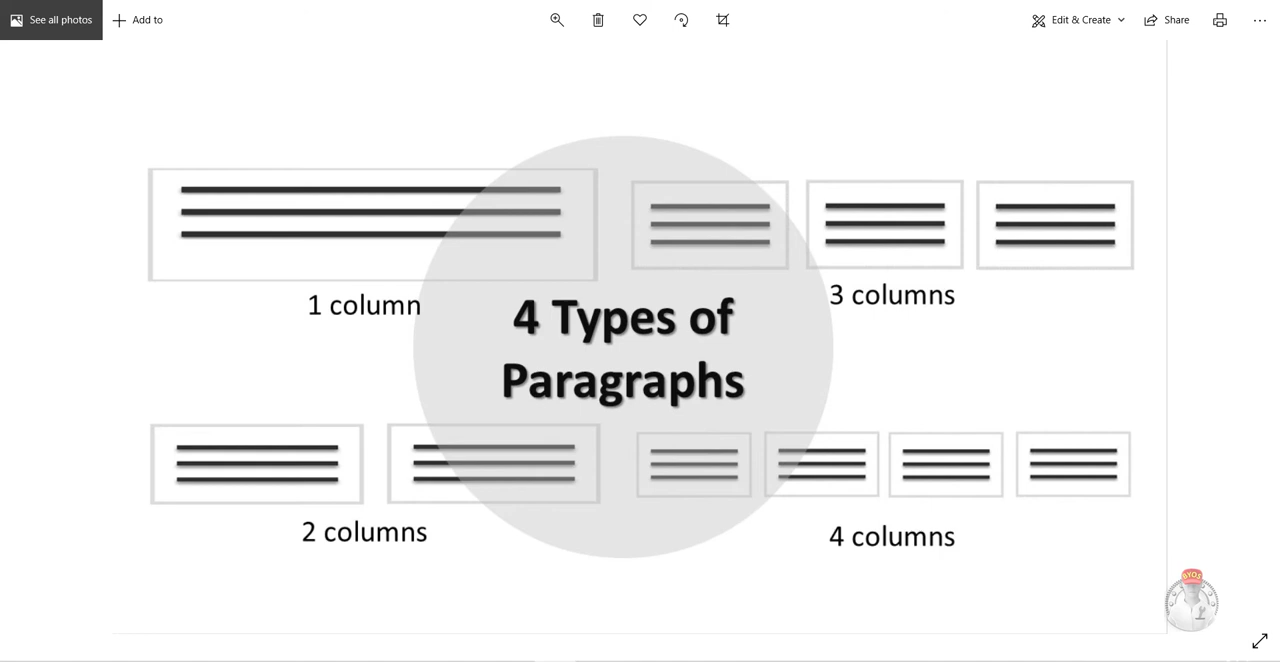 See all photos
Add to
Edit & Create
Share
1 column
3 columns
4 Types of
Paragraphs
2 columns
4 columns
BYOS